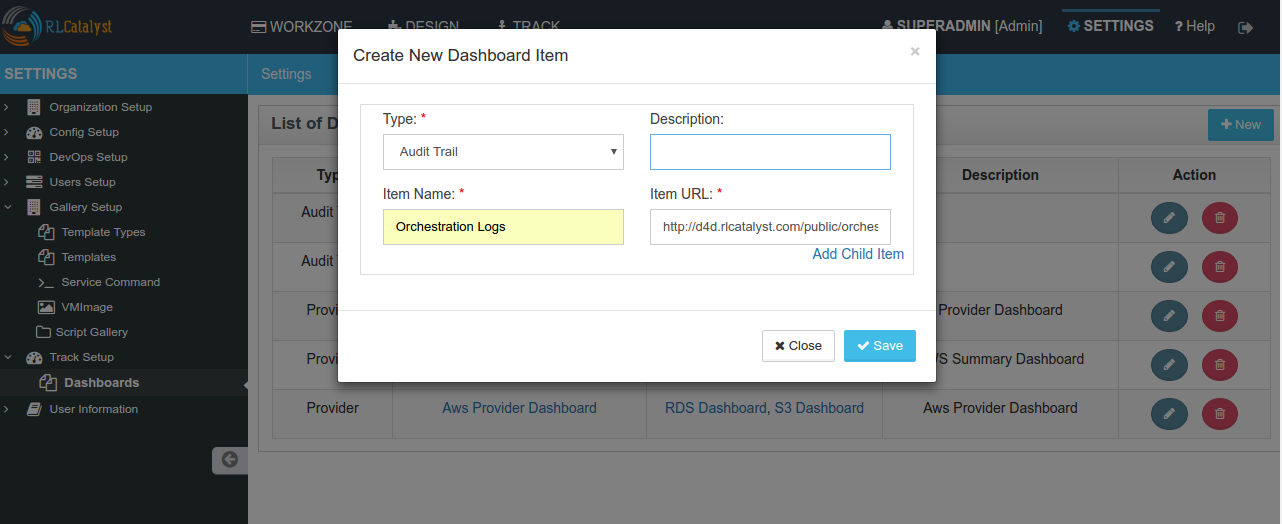 RLCatalyst
WORKZONE
DESIGN
TRACK
SUPERADMIN [Admin]
SETTINGS
? Help
SETTINGS
Settings
Organization Setup
Config Setup
DevOps Setup
Users Setup
Gallery Setup
Template Types
Templates
Service Command
VMImage
Script Gallery
Track Setup
Dashboards
User Information
Create New Dashboard Item
×
Type: *
Description:
Audit Trail
Item Name: *
Item URL: *
Orchestration Logs
http://d4d.rlcatalyst.com/public/orches
Add Child Item
Close
Save
List of D
New
Description
Action
Audit
Audit
Provider Dashboard
Summary Dashboard
Provider
Aws Provider Dashboard
RDS Dashboard, S3 Dashboard
Aws Provider Dashboard